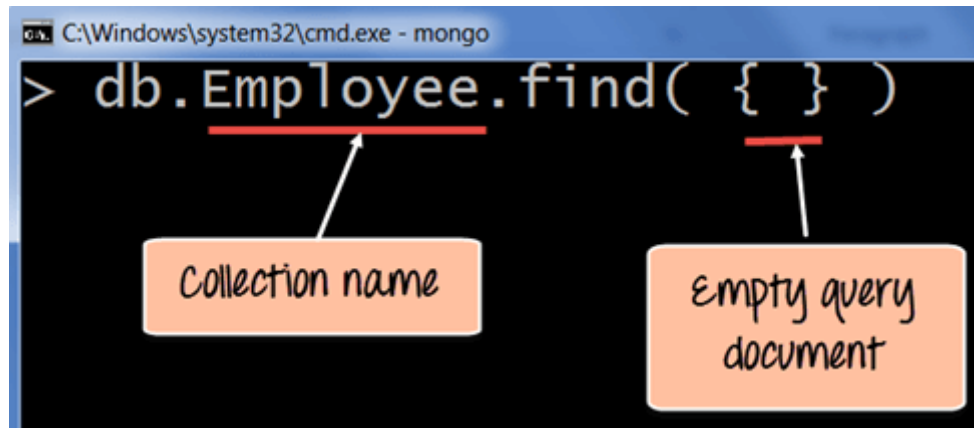 C:\Windows\system32\cmd.exe - mongo
> db.Employee.find( { } )
Collection name
Empty query
document